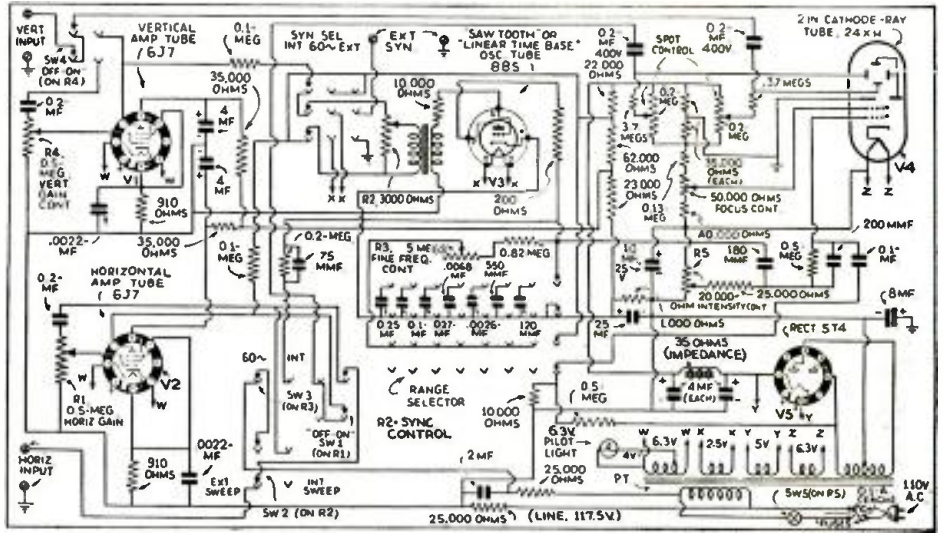 VERT
INPUT
SW4
OFF-ON
(ON R4)
0.2-
MF
R4
0.5
MEG
VERT
GAIN
CONT
VERTICAL
AMP TUBE
6J7
W
V1
W
0.1-
MEG
35,000
OHMS
4
MF
4
MF
910
OHMS
.0022-
MF
35,000
OHMS
SYN SEL
INT 60~ EXT
EXT
SYN
"SAW TOOTH" OR
"LINEAR TIME BASE"
OSC. TUBE
885
10,000
OHMS
V3
X
X
X X
R2 3000 OHMS
200
OHMS
0.2-
MF
400V
22,000
OHMS
SPOT
CONTROL
0.2
MF
400V
2 IN CATHODE-RAY
TUBE, 24XH
.37 MEGS
0.2
MEG
3.7
MEGS
0.2
MEG
62,000
OHMS
OHMS
(EACH)
23,000
OHMS
0.13
MEG
50,000 OHMS
FOCUS CONT
V4
Z
Z
200 MMF
0.2-
MF
HORIZONTAL
AMP TUBE
6J7
W
V2
W
0.1-
MEG
0.2-MEG
75
MMF
R3, 5 MEG
FINE FREQ.
CONT
.0068
MF
550
MMF
0.82 MEG
0.25
MF
0.1-
MF
.027-
MF
.0026-
MF
120
MMF
25
V
R5
180
MMF
0.5-
MEG
0.1-
MF
20,000-
OHM INTENSITY CONT
25,000 OHMS
25
MF
1,000 OHMS
8 MF
RECT 5T4
R1
0.5-MEG
HORIZ GAIN
HORIZ
INPUT
910
OHMS
.0022-
MF
60~
INT
SW 3
(ON R3)
"OFF-ON"
SW 1
(ON R1)
EXT
SWEEP
INT
SWEEP
SW 2 (ON R2)
RANGE
SELECTOR
R2-SYNC
CONTROL
35 OHMS
(IMPEDANCE)
4 MF
(EACH)
Y
V5
Y
0.5
MEG
10,000
OHMS
6.3V.
PILOT
LIGHT
4V
PT
W
6.3V
W
X
2.5V
X
Y
5V
Y
Z
6.3V
Z
.2 MF
25,000
OHMS
25,000 OHMS
(LINE, 117.5V.)
SW5 (ON R5)
110V
A.C.